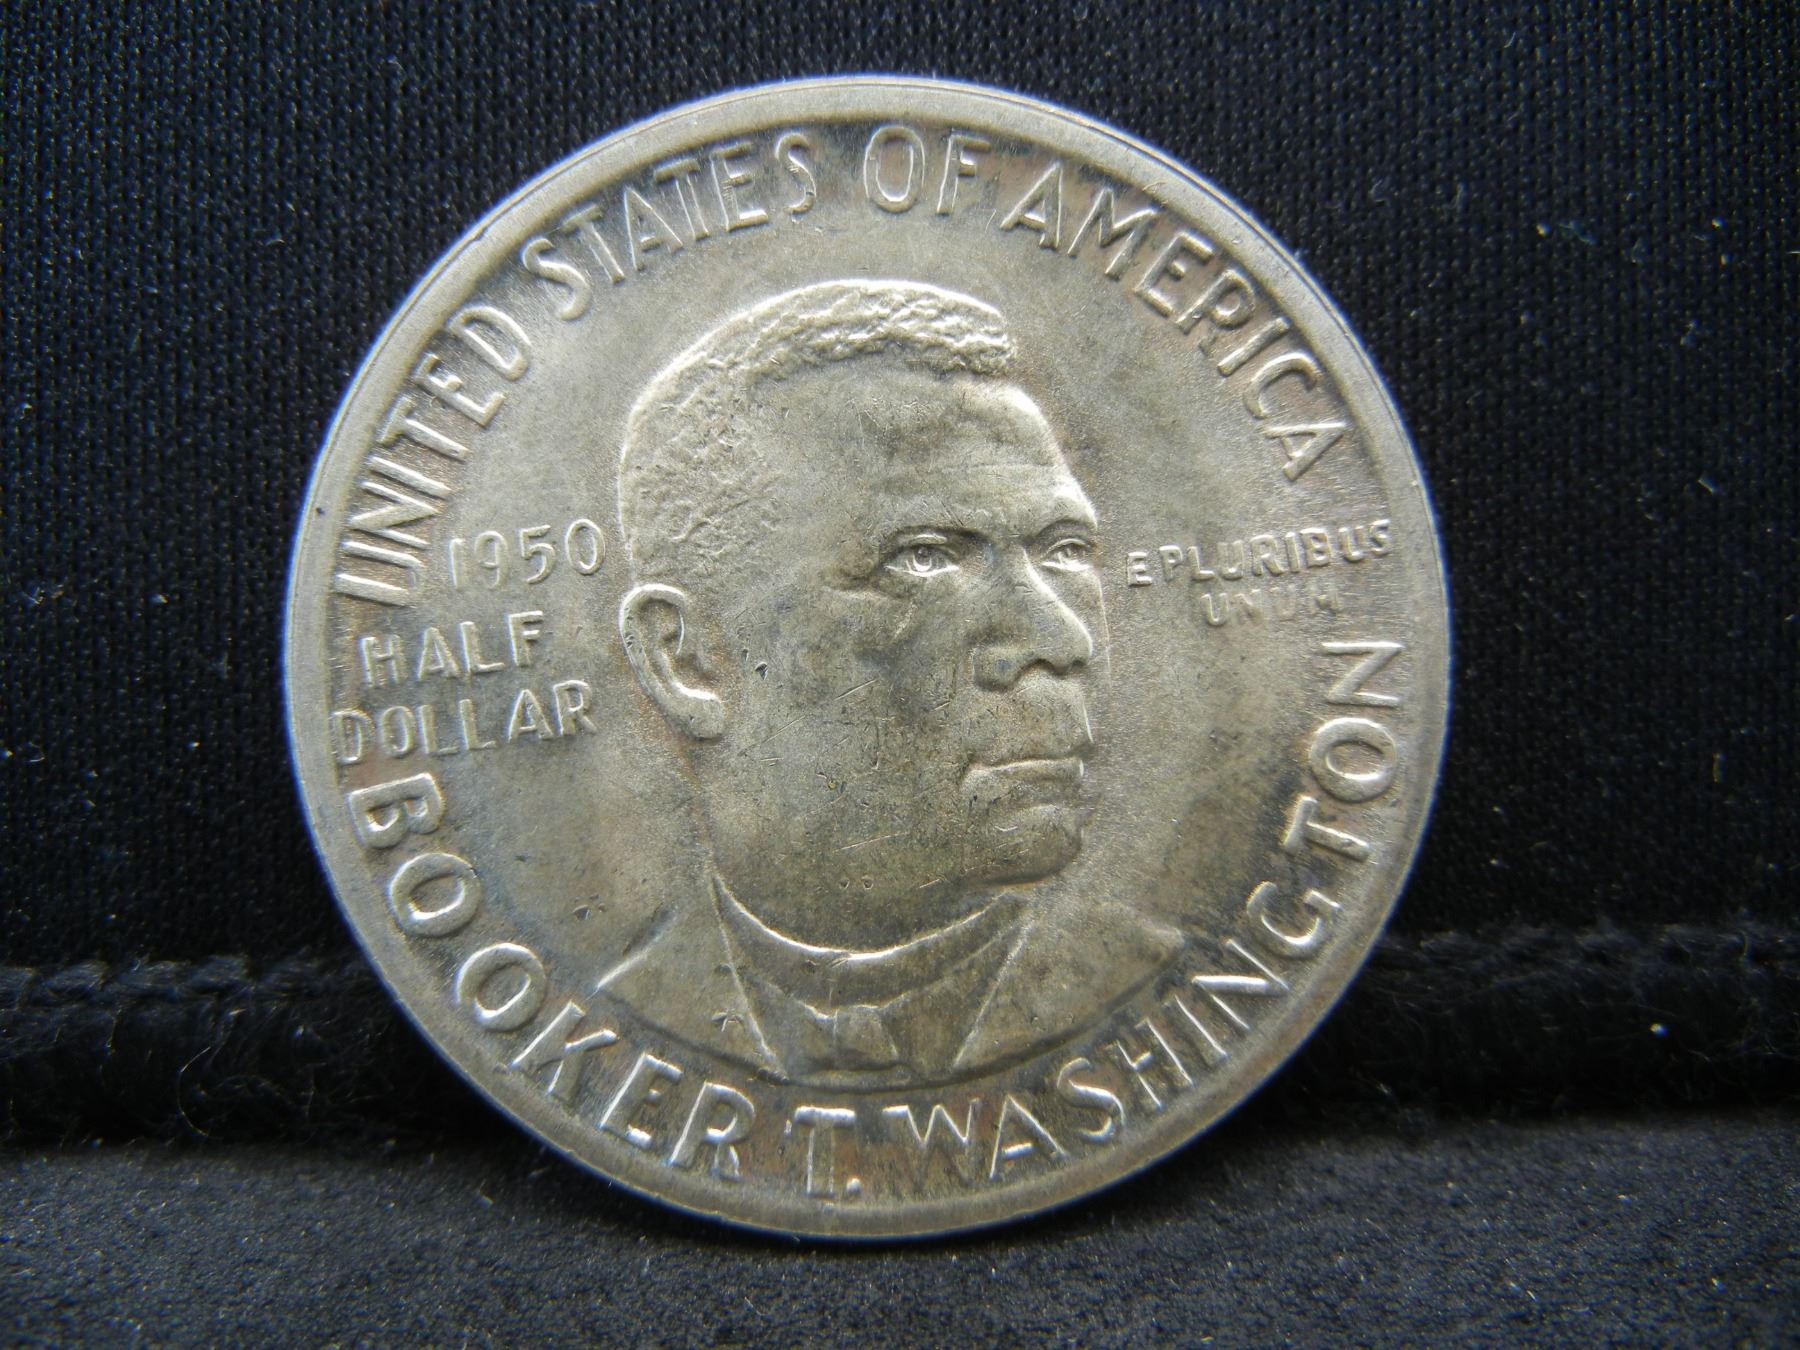 UNITED STATES OF AMERICA
1950
HALF
DOLLAR
E PLURIBUS
UNUM
BOOKER T. WASHINGTON